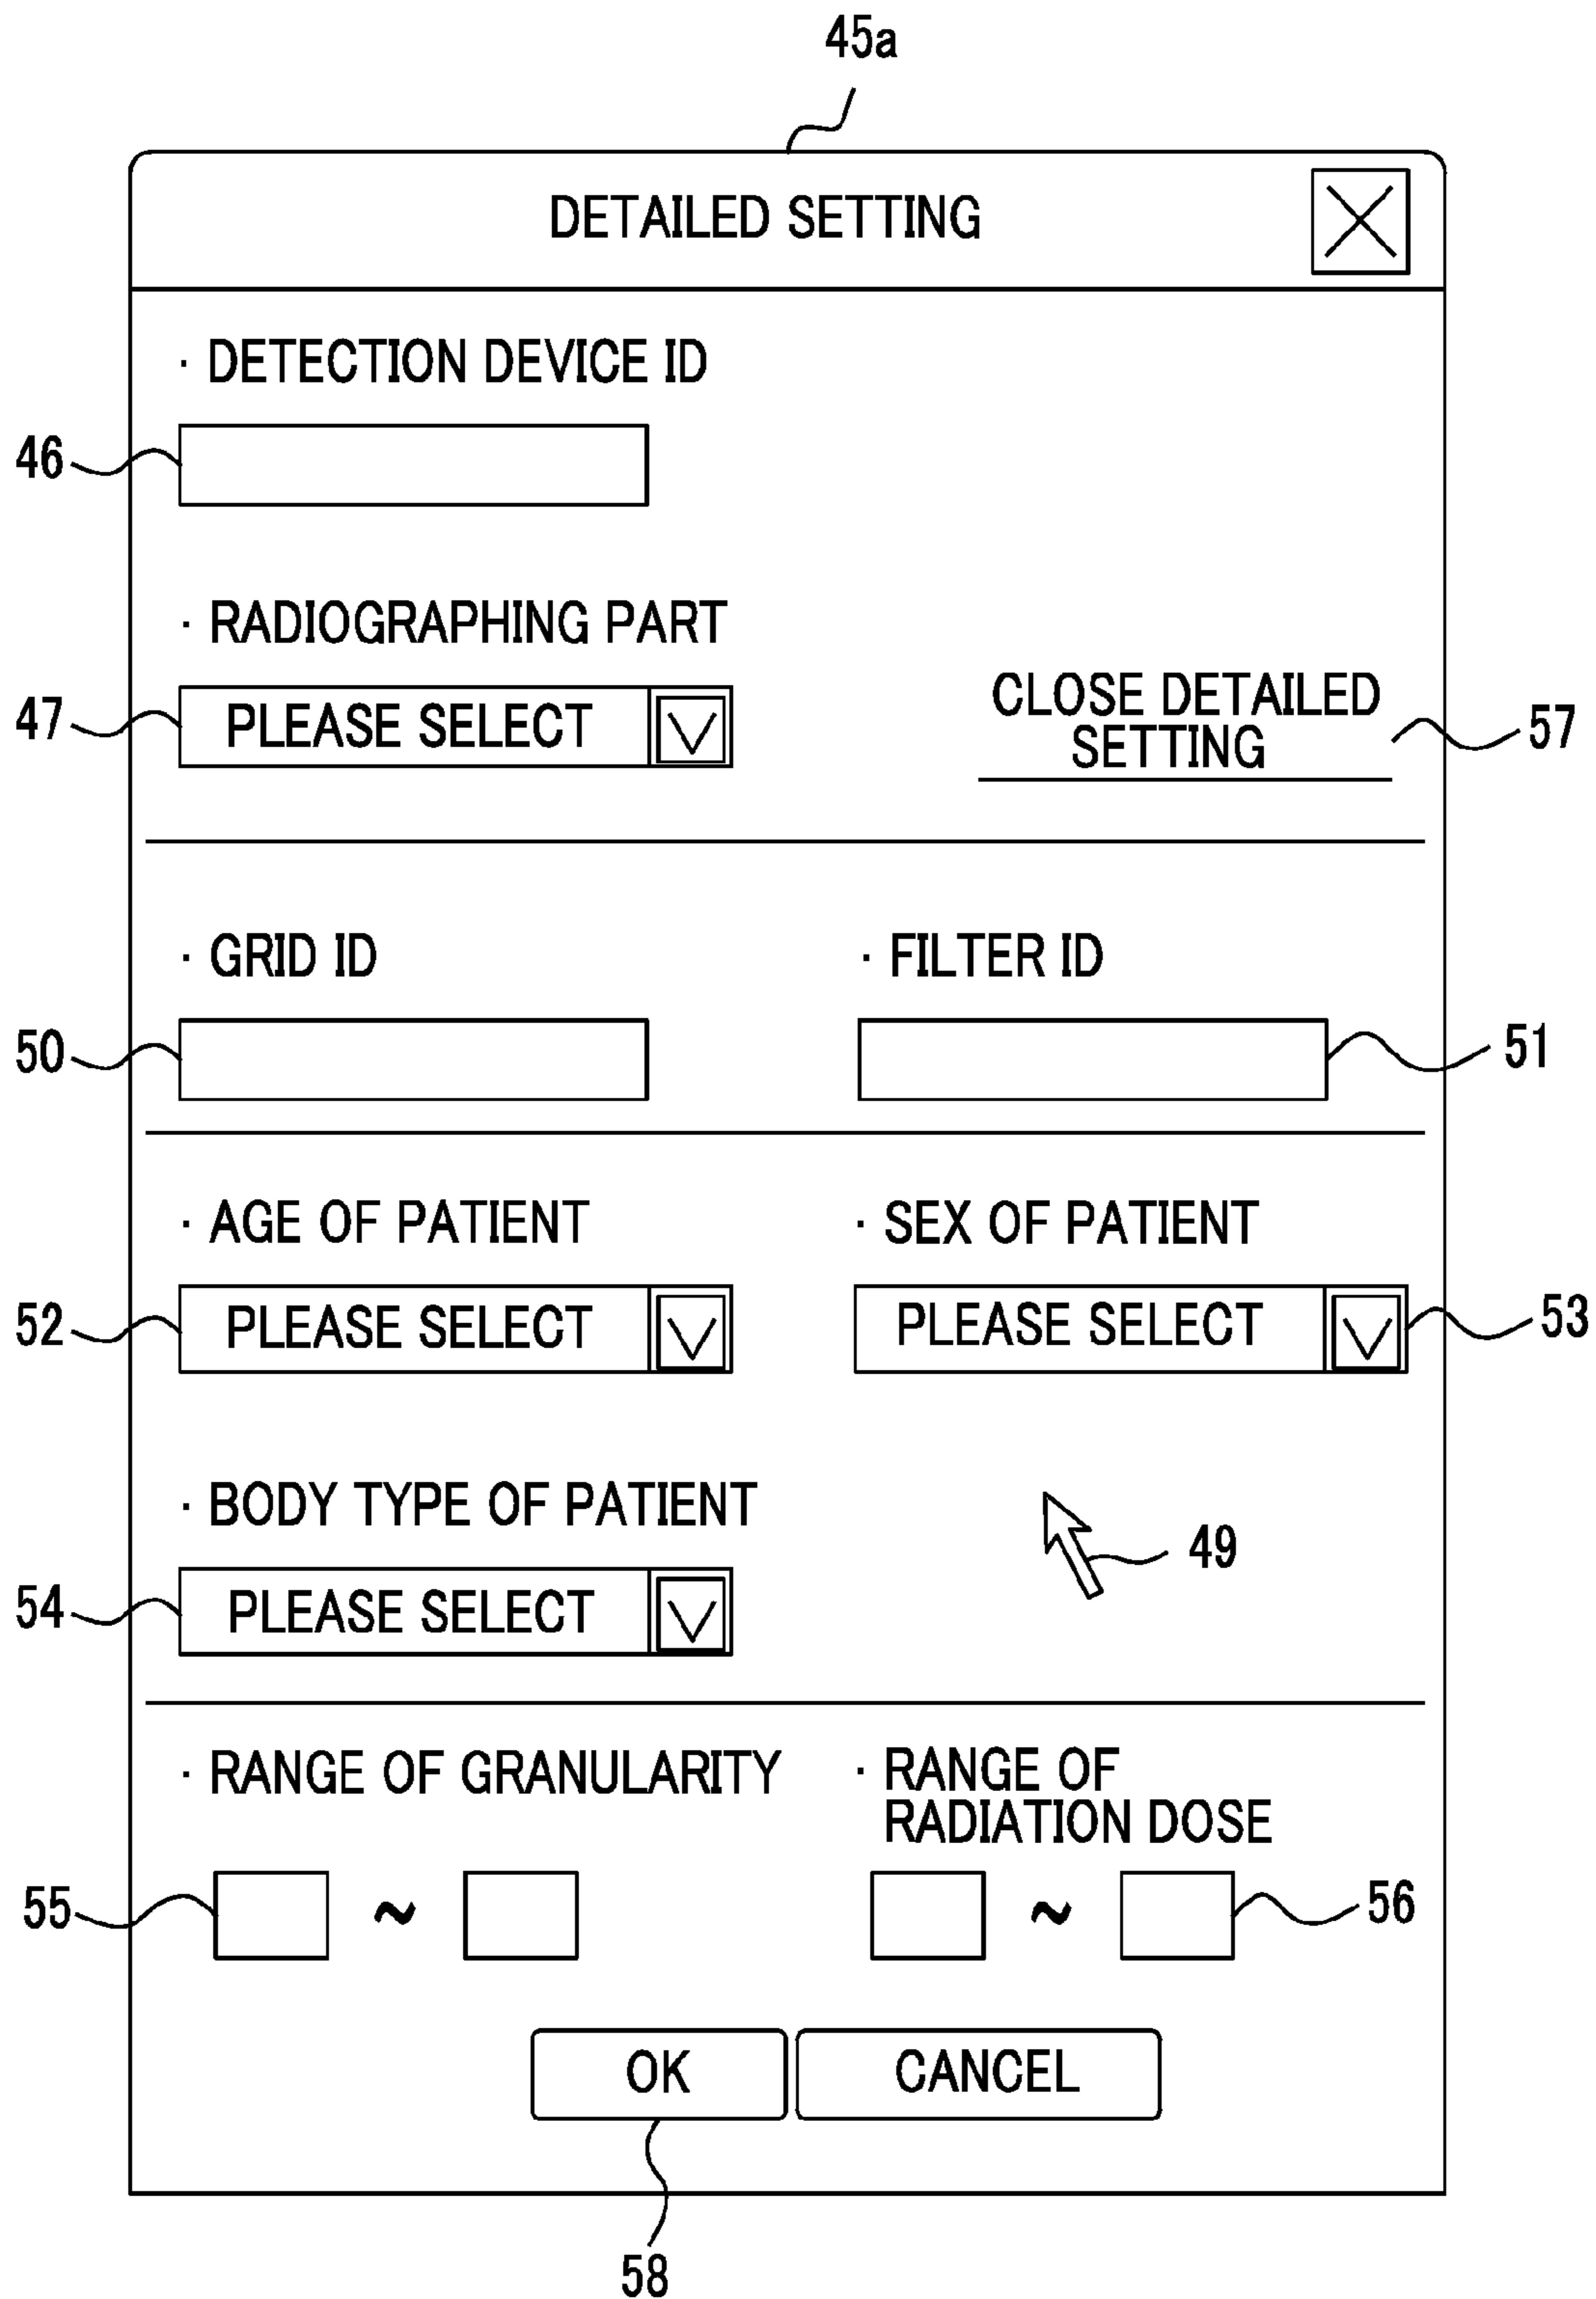 45a
DETAILED SETTING
· DETECTION DEVICE ID
46
· RADIOGRAPHING PART
47 PLEASE SELECT
CLOSE DETAILED
SETTING
57
· GRID ID · FILTER ID
50 51
· AGE OF PATIENT · SEX OF PATIENT
52 PLEASE SELECT PLEASE SELECT 53
· BODY TYPE OF PATIENT
49
54 PLEASE SELECT
· RANGE OF GRANULARITY · RANGE OF
RADIATION DOSE
55 ~ ~ 56
OK CANCEL
58